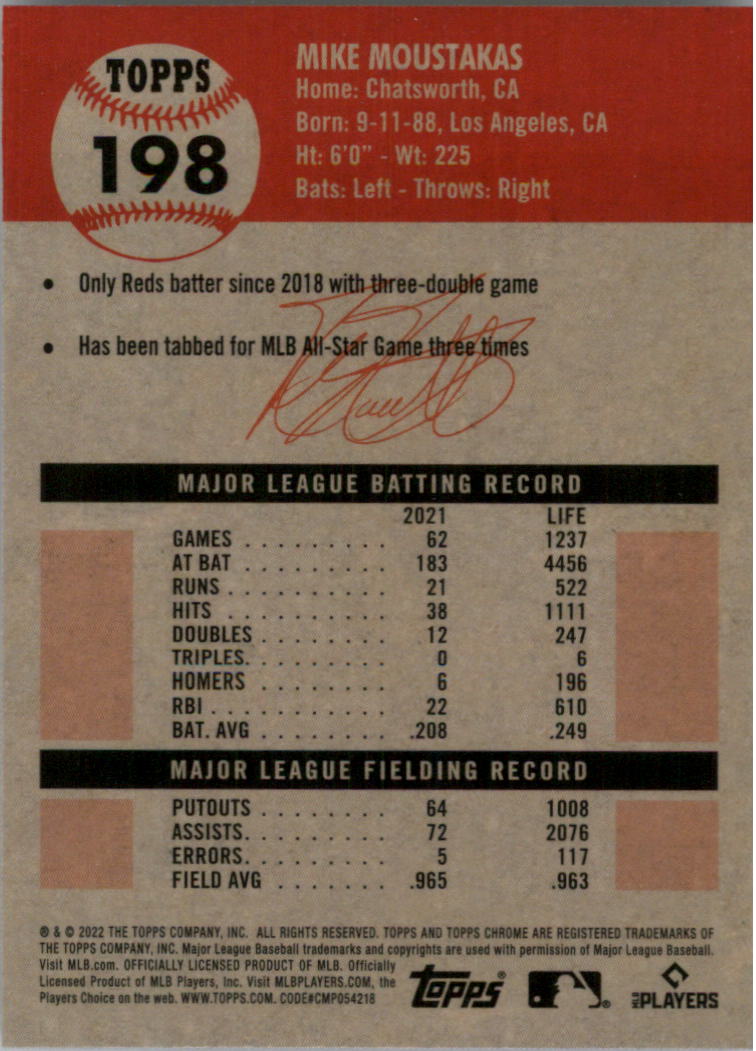 TOPPS
198
MIKE MOUSTAKAS
Home: Chatsworth, CA
Born: 9-11-88, Los Angeles, CA
Ht: 6'0" - Wt: 225
Bats: Left - Throws: Right
• Only Reds batter since 2018 with three-double game
• Has been tabbed for MLB All-Star Game three times
MAJOR LEAGUE BATTING RECORD
2021 LIFE
GAMES . . . . . . . . . 62 1237
AT BAT . . . . . . . . . 183 4456
RUNS . . . . . . . . . . 21 522
HITS . . . . . . . . . . 38 1111
DOUBLES . . . . . . . . 12 247
TRIPLES. . . . . . . . . 0 6
HOMERS . . . . . . . . 6 196
RBI . . . . . . . . . . . 22 610
BAT. AVG . . . . . . . . .208 .249
MAJOR LEAGUE FIELDING RECORD
PUTOUTS . . . . . . . . 64 1008
ASSISTS. . . . . . . . . 72 2076
ERRORS. . . . . . . . . 5 117
FIELD AVG . . . . . . . .965 .963
® & © 2022 THE TOPPS COMPANY, INC. ALL RIGHTS RESERVED. TOPPS AND TOPPS CHROME ARE REGISTERED TRADEMARKS OF
THE TOPPS COMPANY, INC. Major League Baseball trademarks and copyrights are used with permission of Major League Baseball.
Visit MLB.com. OFFICIALLY LICENSED PRODUCT OF MLB. Officially
Licensed Product of MLB Players, Inc. Visit MLBPLAYERS.COM, the
Players Choice on the web. WWW.TOPPS.COM. CODE#CMP054218
Topps®
MLB PLAYERS